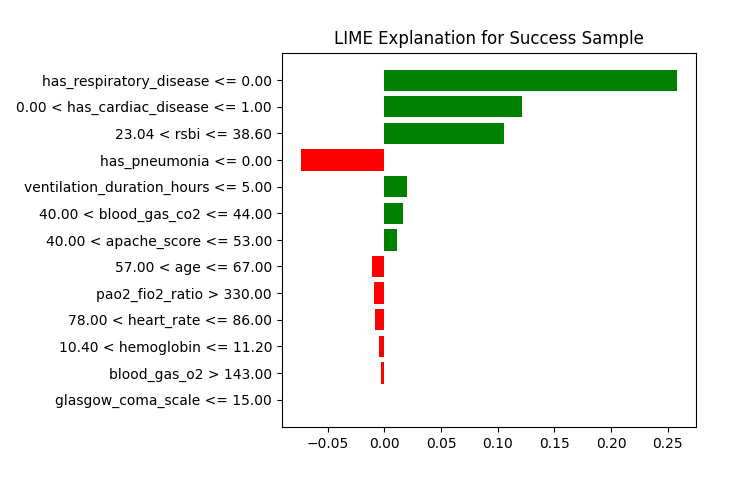 LIME Explanation for Success Sample
has_respiratory_disease <= 0.00
0.00 < has_cardiac_disease <= 1.00
23.04 < rsbi <= 38.60
has_pneumonia <= 0.00
ventilation_duration_hours <= 5.00
40.00 < blood_gas_co2 <= 44.00
40.00 < apache_score <= 53.00
57.00 < age <= 67.00
pao2_fio2_ratio > 330.00
78.00 < heart_rate <= 86.00
10.40 < hemoglobin <= 11.20
blood_gas_o2 > 143.00
glasgow_coma_scale <= 15.00
−0.05 0.00 0.05 0.10 0.15 0.20 0.25